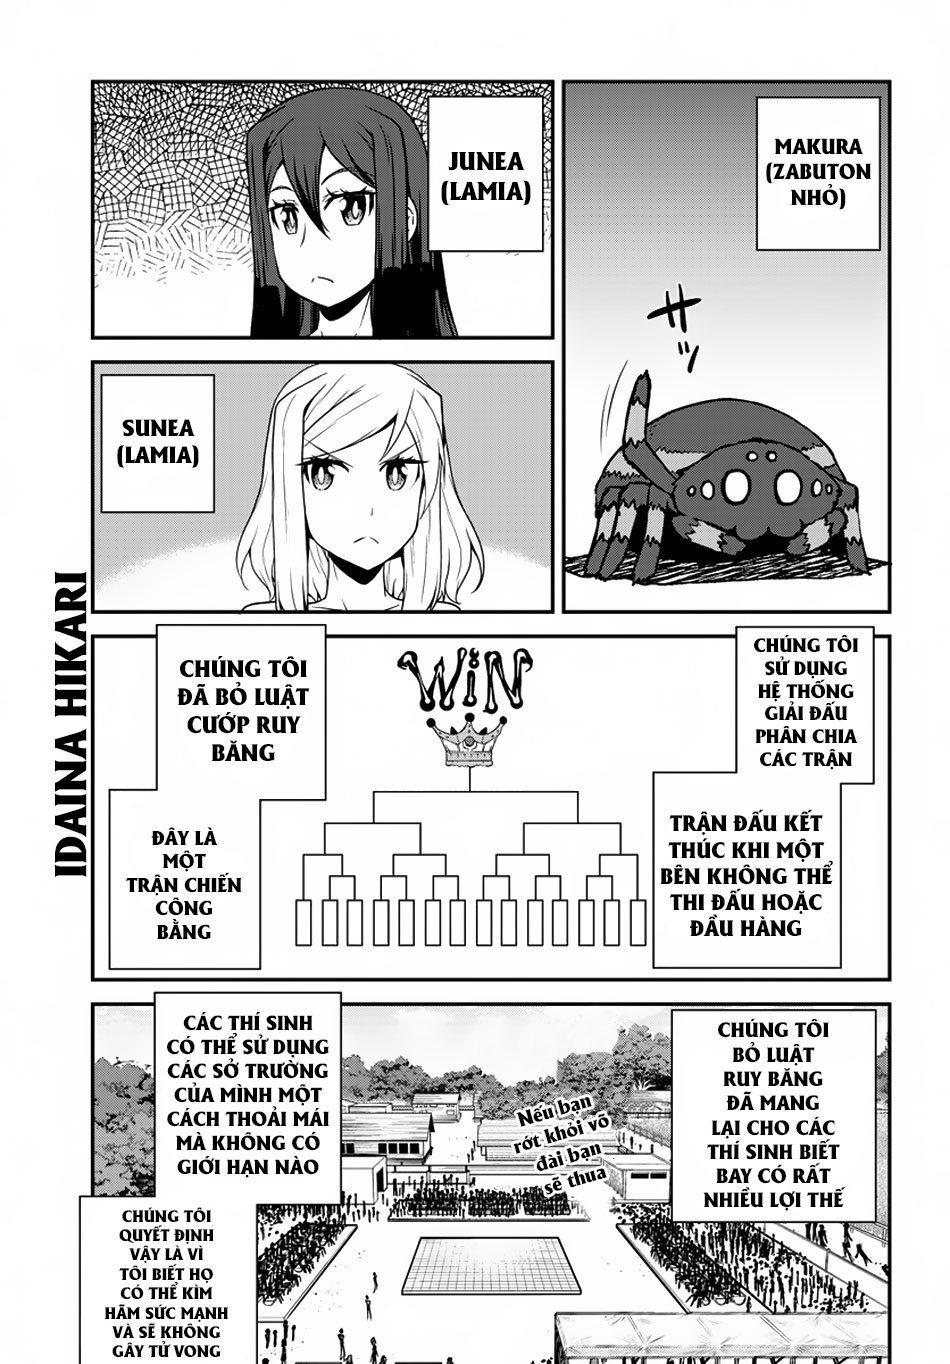 MAKURA
(ZABUTON
NHỎ)
JUNEA
(LAMIA)
SUNEA
(LAMIA)
IDAINA HIKARI
CHÚNG TÔI
SỬ DỤNG
HỆ THỐNG
GIẢI ĐẤU
PHÂN CHIA
CÁC TRẬN
TRẬN ĐẤU KẾT
THÚC KHI MỘT
BÊN KHÔNG THỂ
THI ĐẤU HOẶC
ĐẦU HÀNG
WiN
CHÚNG TÔI
ĐÃ BỎ LUẬT
CƯỚP RUY
BĂNG
ĐÂY LÀ
MỘT
TRẬN CHIẾN
CÔNG
BẰNG
CHÚNG TÔI
BỎ LUẬT
RUY BĂNG
ĐÃ MANG
LẠI CHO CÁC
THÍ SINH BIẾT
BAY CÓ RẤT
NHIỀU LỢI THẾ
Nếu bạn
rớt khỏi võ
đài bạn
sẽ thua
CÁC THÍ SINH
CÓ THỂ SỬ DỤNG
CÁC SỞ TRƯỜNG
CỦA MÌNH MỘT
CÁCH THOẢI MÁI
MÀ KHÔNG CÓ
GIỚI HẠN NÀO
CHÚNG TÔI
QUYẾT ĐỊNH
VẬY LÀ VÌ
TÔI BIẾT HỌ
CÓ THỂ KÌM
HÃM SỨC MẠNH
VÀ SẼ KHÔNG
GÂY TỬ VONG